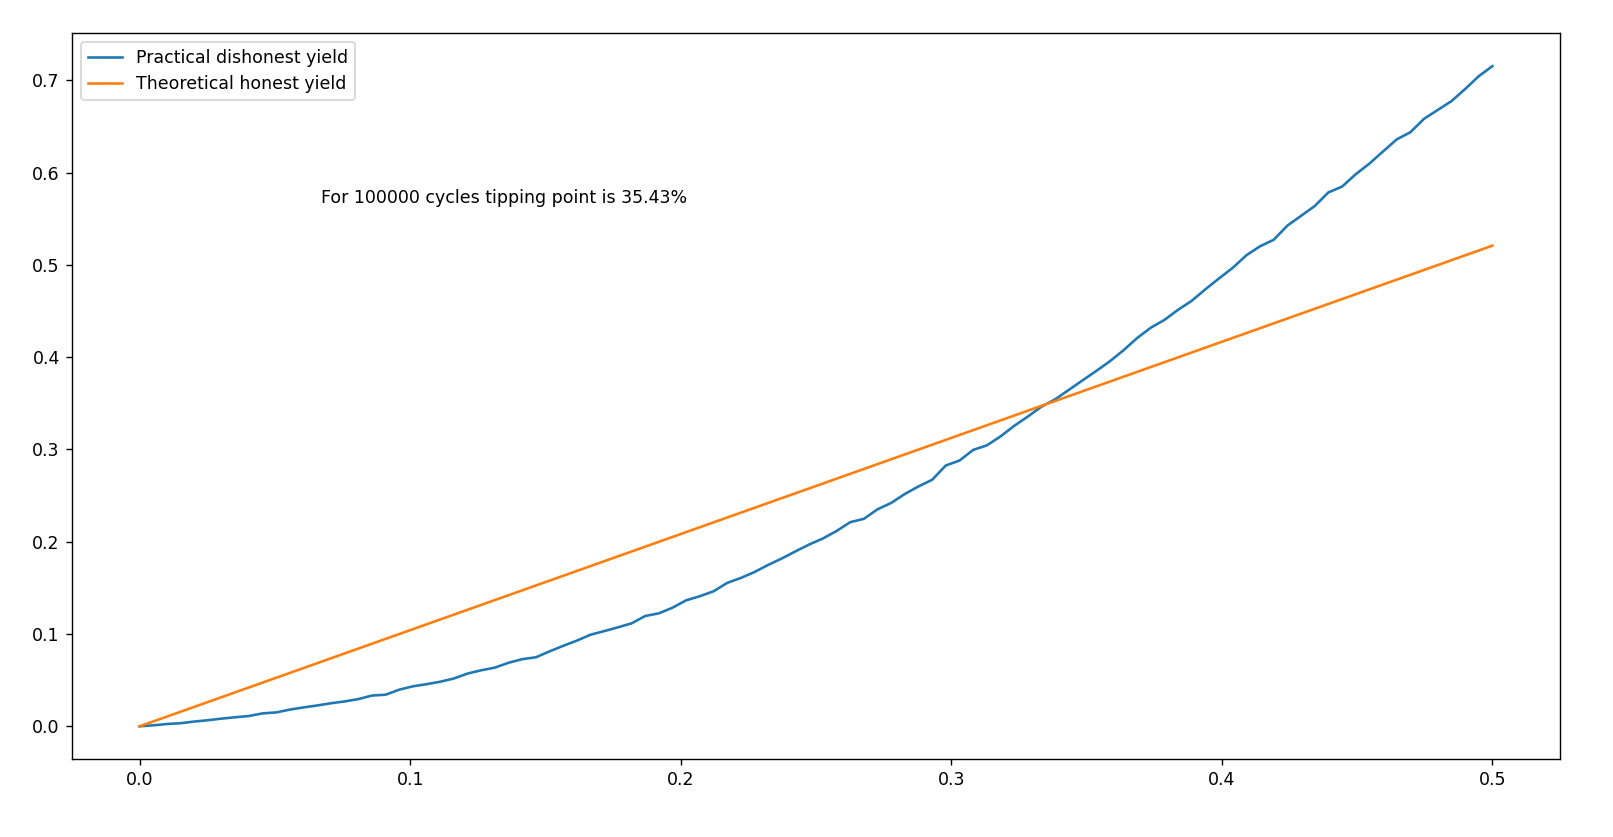 Practical dishonest yield
Theoretical honest yield
For 100000 cycles tipping point is 35.43%
0.7
0.6
0.5
0.4
0.3
0.2
0.1
0.0
0.0 0.1 0.2 0.3 0.4 0.5